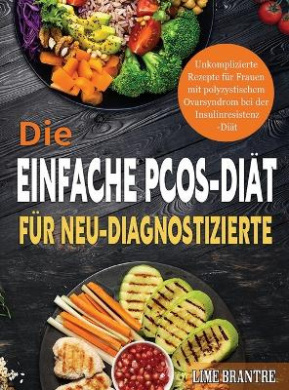 Unkomplizierte
Rezepte für Frauen
mit polyzystischem
Ovarsyndrom bei der
Insulinresistenz
-Diät
Die
EINFACHE PCOS-DIÄT
FÜR NEU-DIAGNOSTIZIERTE
LIME BRANTRE